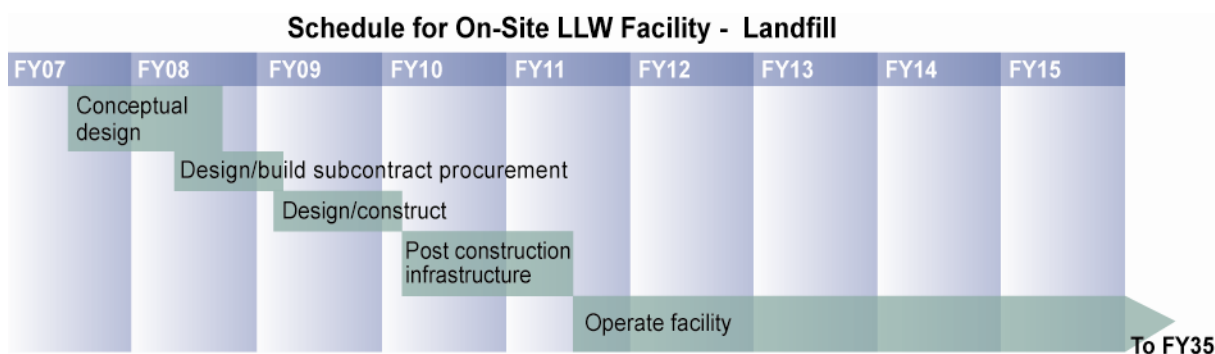 Schedule for On-Site LLW Facility - Landfill
FY07 FY08 FY09 FY10 FY11 FY12 FY13 FY14 FY15
Conceptual
design
Design/build subcontract procurement
Design/construct
Post construction
infrastructure
Operate facility
To FY35